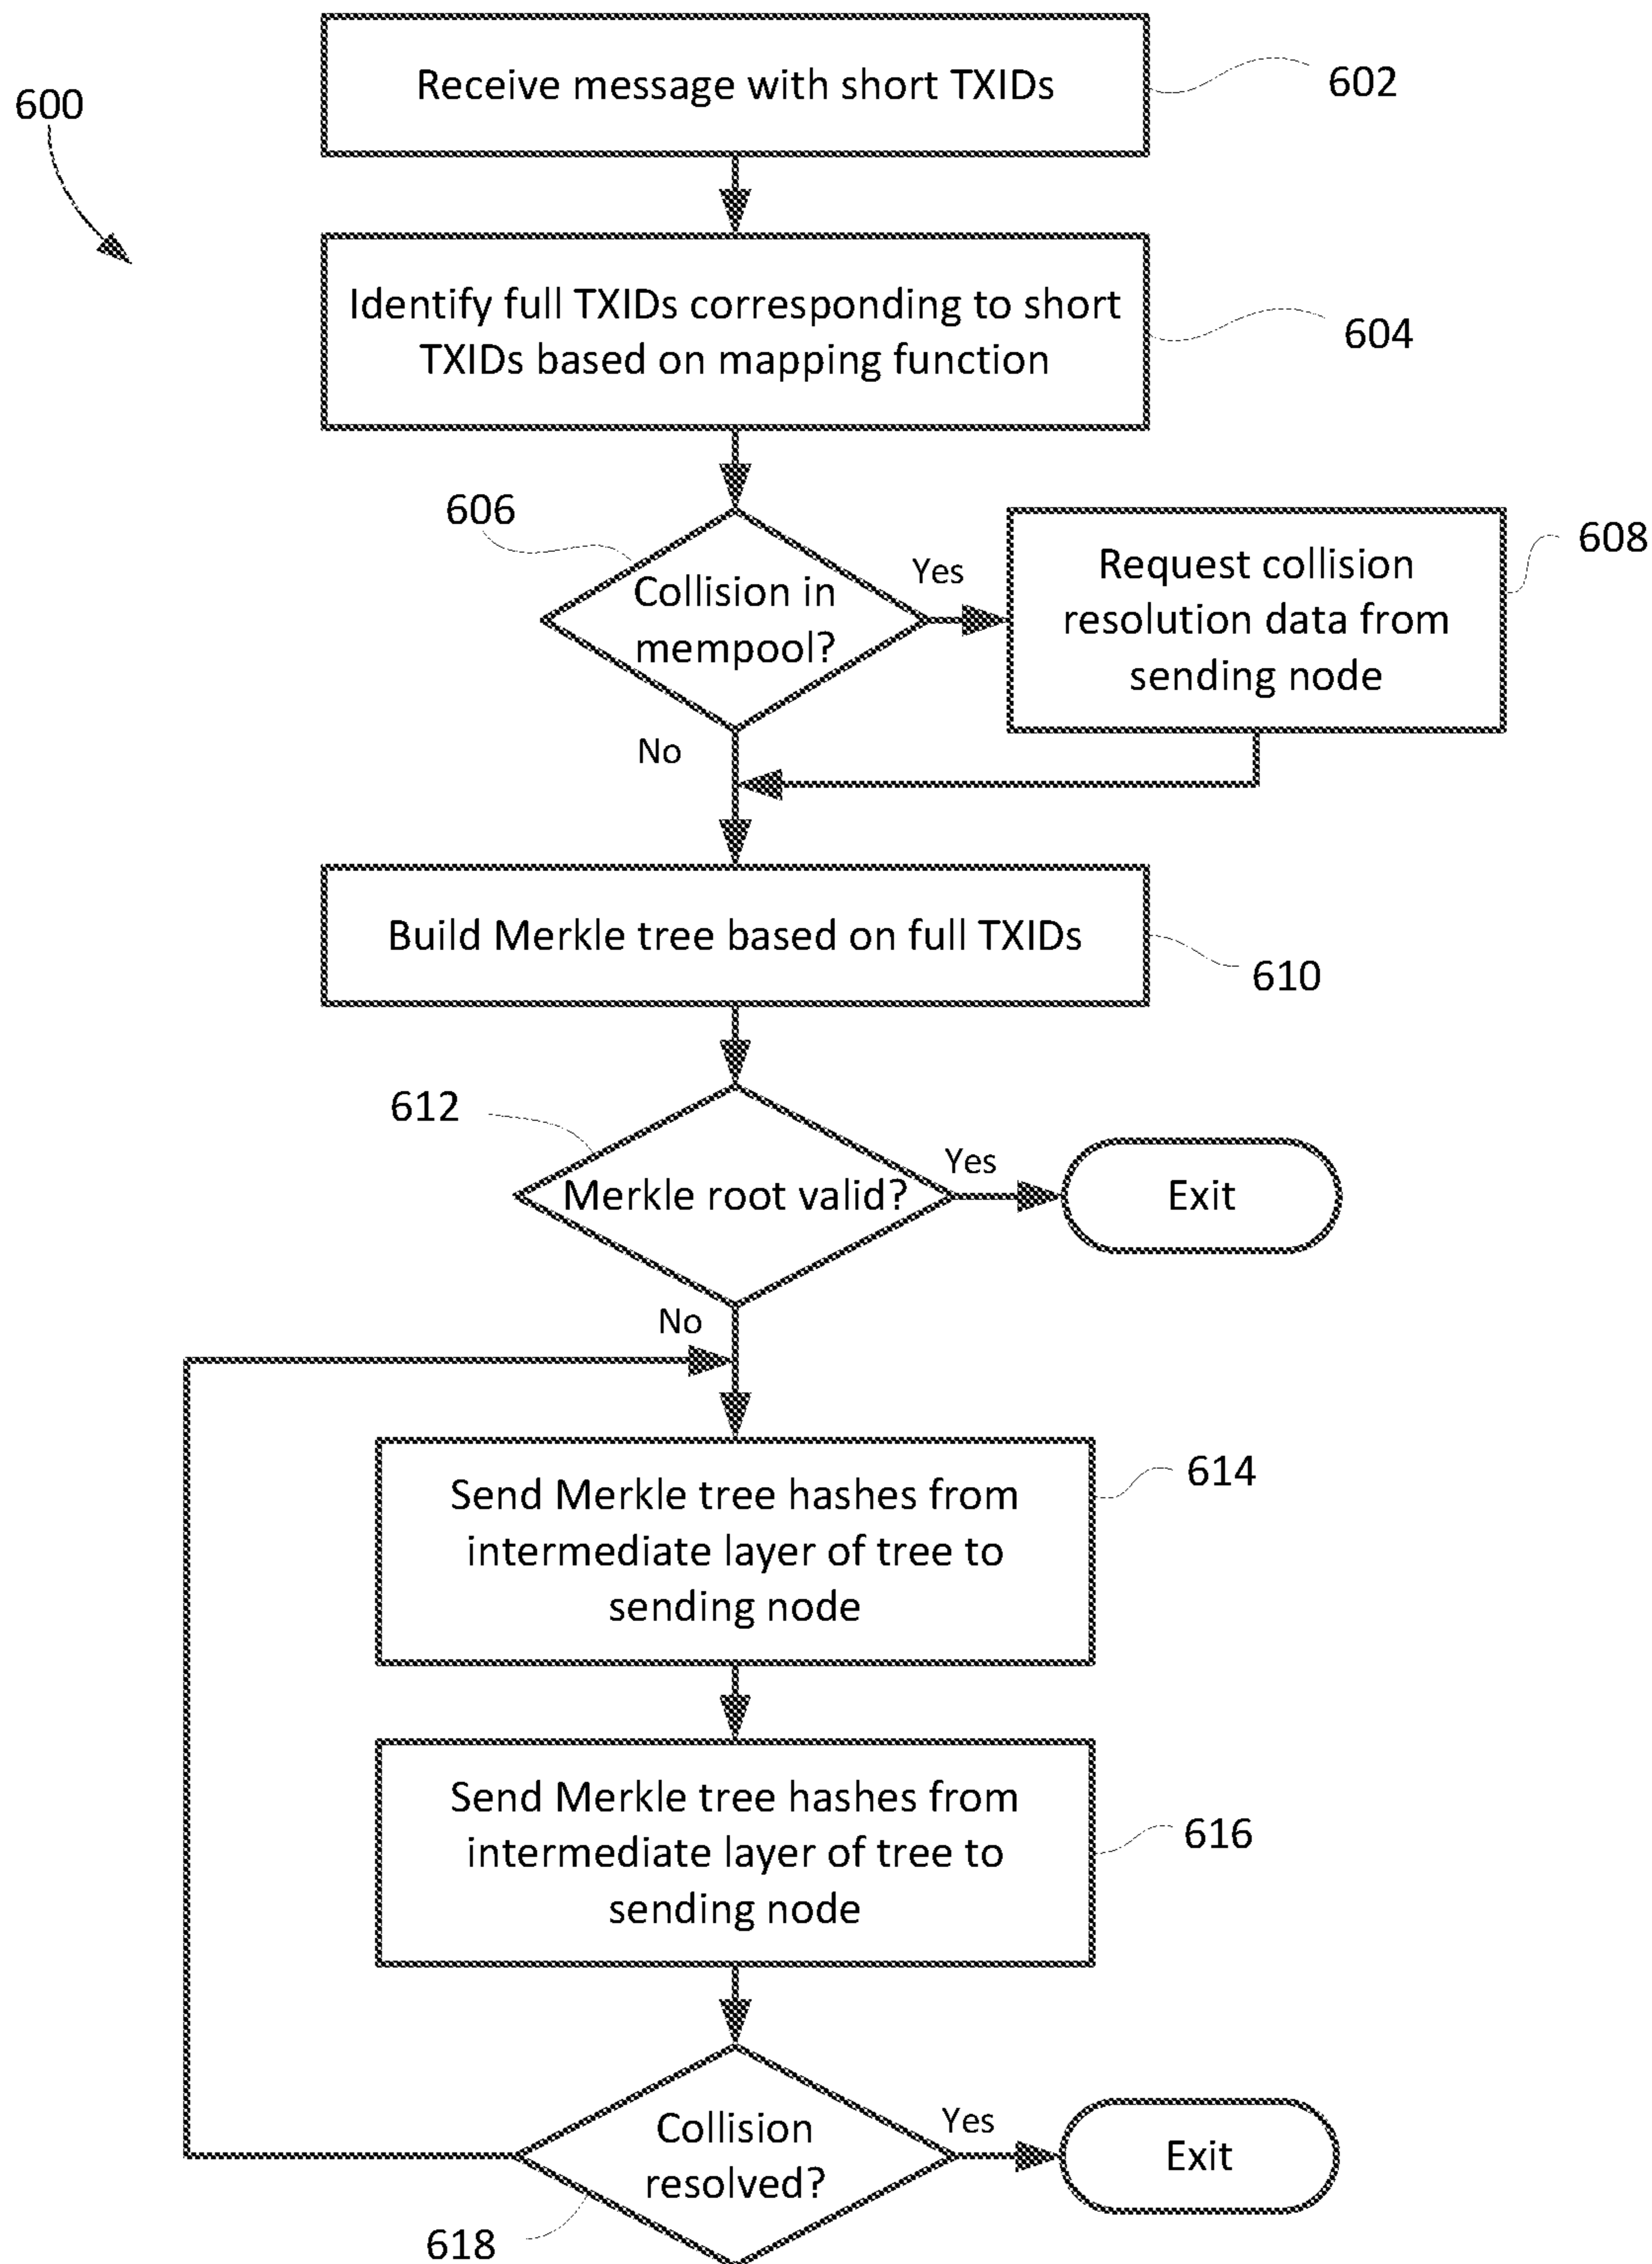 Receive message with short TXIDs
602
600
Identify full TXIDs corresponding to short
TXIDs based on mapping function
604
606
Collision in
mempool?
Yes
Request collision
resolution data from
sending node
608
No
Build Merkle tree based on full TXIDs
610
612
Merkle root valid?
Yes
Exit
No
Send Merkle tree hashes from
intermediate layer of tree to
sending node
614
Send Merkle tree hashes from
intermediate layer of tree to
sending node
616
Collision
resolved?
Yes
Exit
618